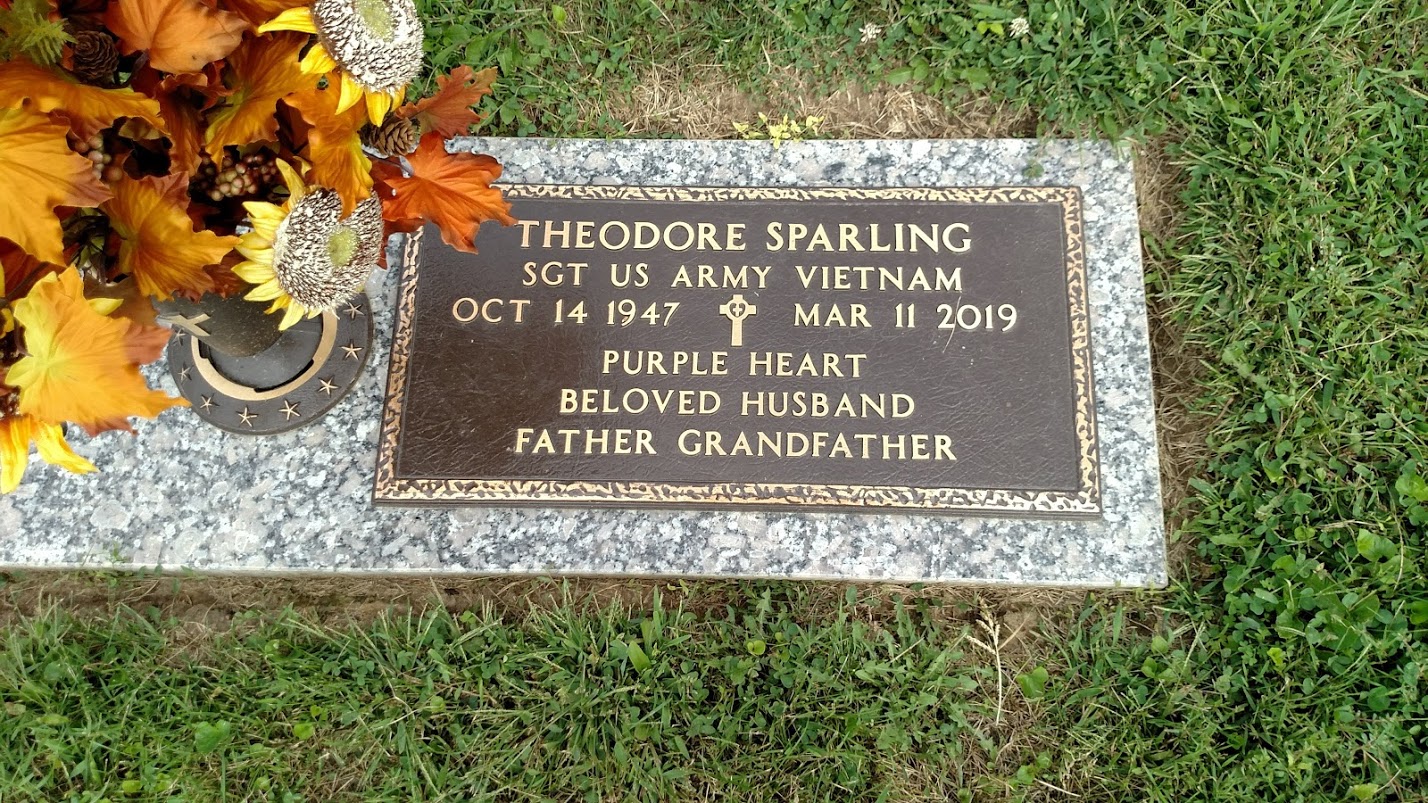 THEODORE SPARLING
SGT US ARMY VIETNAM
OCT 14 1947 MAR 11 2019
PURPLE HEART
BELOVED HUSBAND
FATHER GRANDFATHER